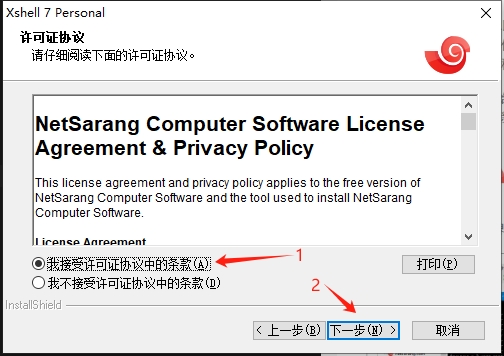 Xshell 7 Personal
许可证协议
请仔细阅读下面的许可证协议。
NetSarang Computer Software License
Agreement & Privacy Policy
This license agreement and privacy policy applies to the free version of
NetSarang Computer Software and the tool used to install NetSarang
Computer Software.
License Agreement
我接受许可证协议中的条款(A)
1
打印(P)
我不接受许可证协议中的条款(D)
2
InstallShield
< 上一步(B)
下一步(N) >
取消